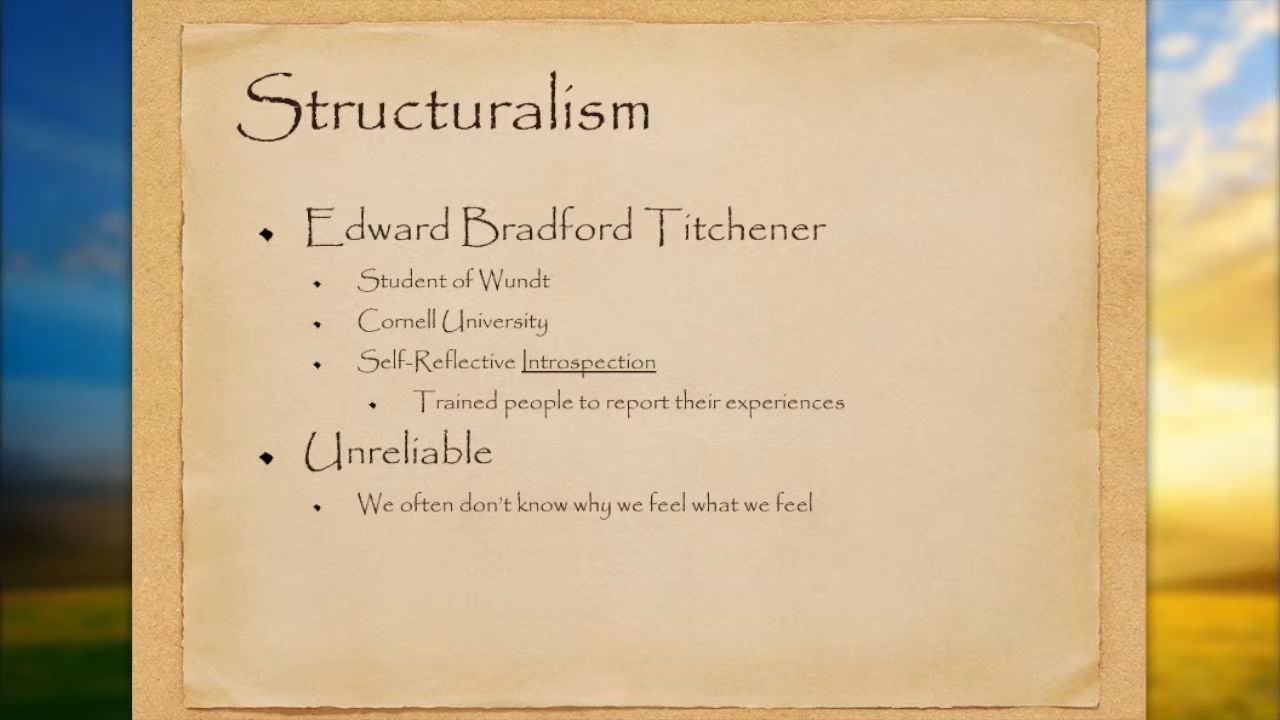 Structuralism
Edward Bradford Titchener
Student of Wundt
Cornell University
Self-Reflective Introspection
Trained people to report their experiences
Unreliable
We often don't know why we feel what we feel